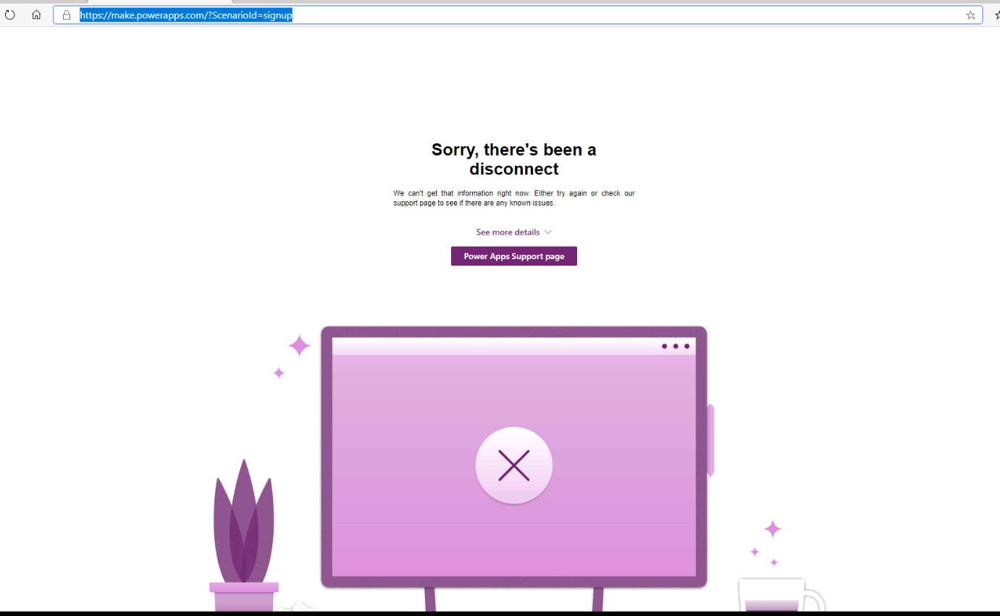 https://make.powerapps.com/?ScenarioId=signup
Sorry, there's been a
disconnect
We can't get that information right now. Either try again or check our
support page to see if there are any known issues.
See more details
Power Apps Support page